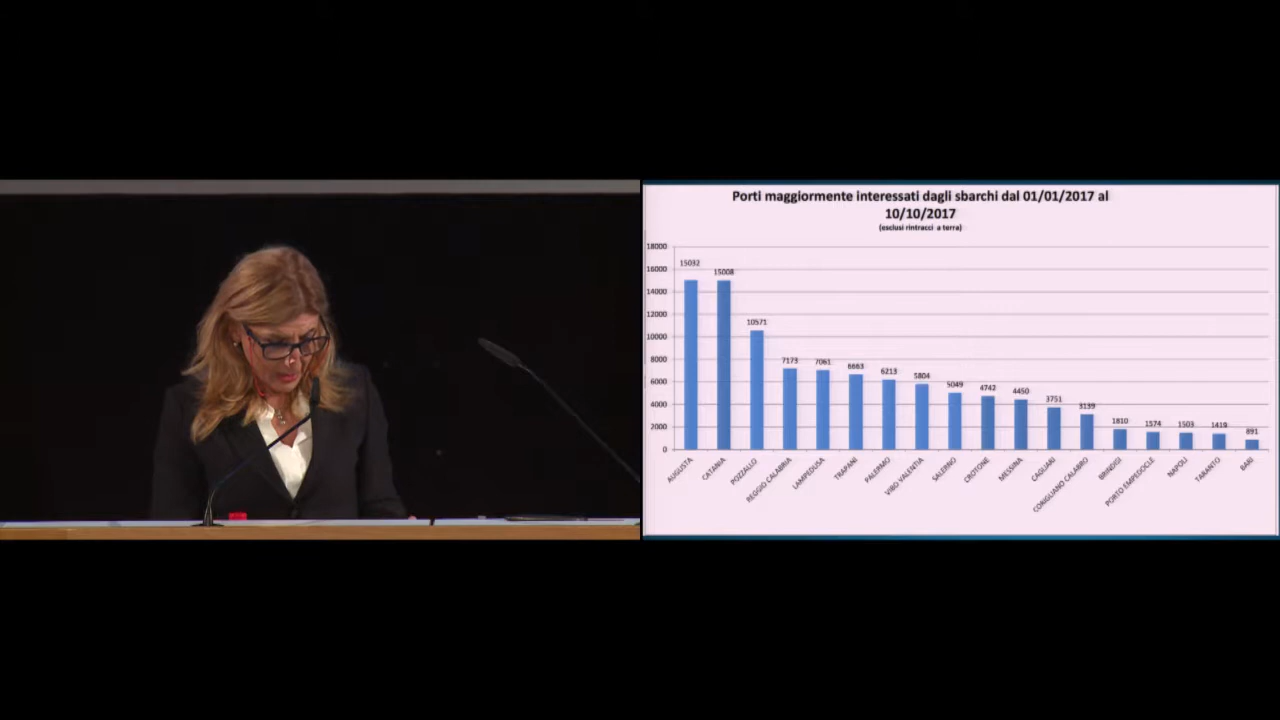 Porti maggiormente interessati dagli sbarchi dal 01/01/2017 al
10/10/2017
(esclusi rintracci a terra)
18000
16000
14000
12000
10000
8000
6000
4000
2000
0
15032
15008
10571
7173
7061
6663
6213
5804
5049
4742
4450
3751
3139
1810
1574
1503
1419
891
AUGUSTA
CATANIA
POZZALLO
REGGIO CALABRIA
LAMPEDUSA
TRAPANI
PALERMO
VIBO VALENTIA
SALERNO
CROTONE
MESSINA
CAGLIARI
CORIGLIANO CALABRO
BRINDISI
PORTO EMPEDOCLE
NAPOLI
TARANTO
BARI